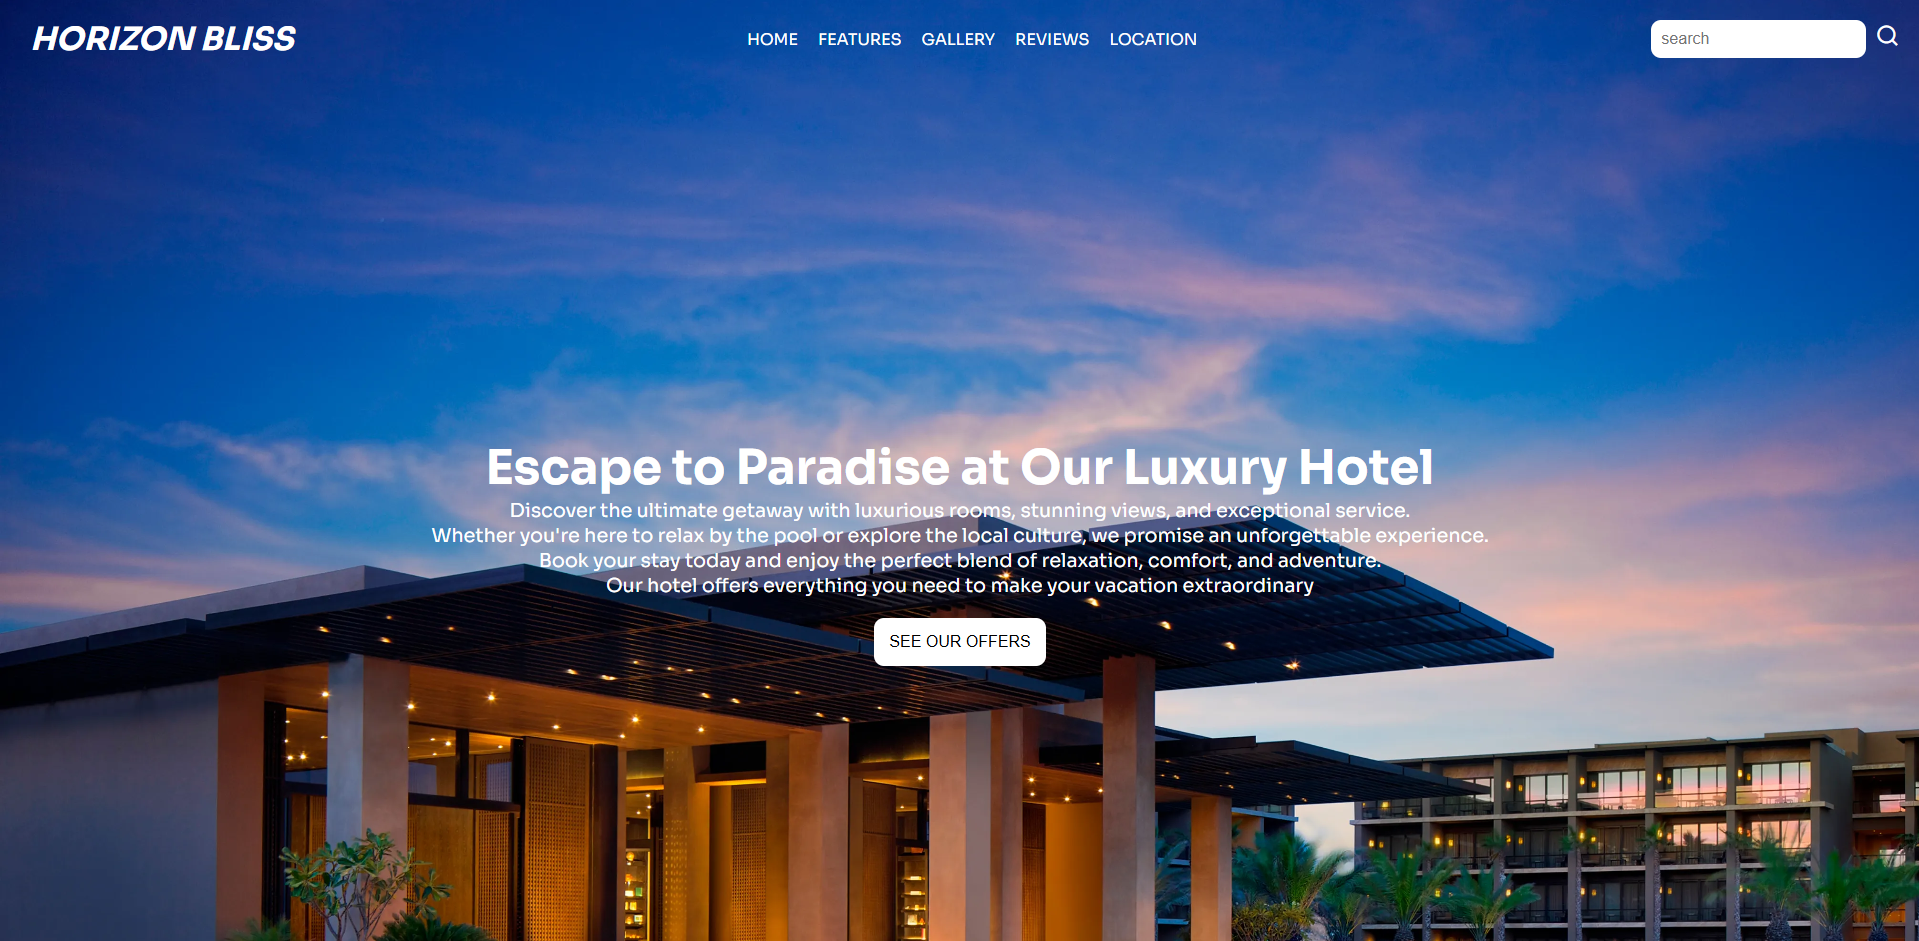 HORIZON BLISS
HOME FEATURES GALLERY REVIEWS LOCATION
search
Escape to Paradise at Our Luxury Hotel
Discover the ultimate getaway with luxurious rooms, stunning views, and exceptional service.
Whether you're here to relax by the pool or explore the local culture, we promise an unforgettable experience.
Book your stay today and enjoy the perfect blend of relaxation, comfort, and adventure.
Our hotel offers everything you need to make your vacation extraordinary
SEE OUR OFFERS